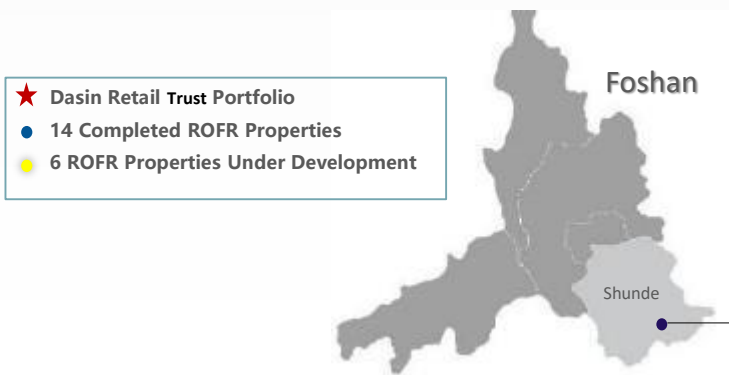 Dasin Retail Trust Portfolio
14 Completed ROFR Properties
6 ROFR Properties Under Development
Foshan
Shunde